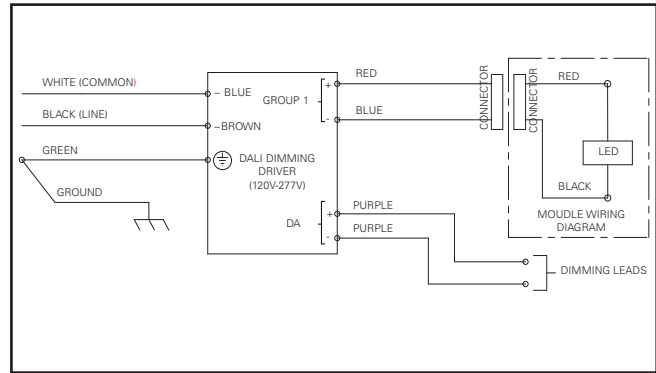 WHITE (COMMON)
BLACK (LINE)
GREEN
GROUND
~ BLUE
~BROWN
GROUP 1
+
-
DALI DIMMING
DRIVER
(120V-277V)
DA
+
-
RED
BLUE
PURPLE
PURPLE
CONNECTOR
CONNECTOR
RED
LED
BLACK
MOUDLE WIRING
DIAGRAM
DIMMING LEADS